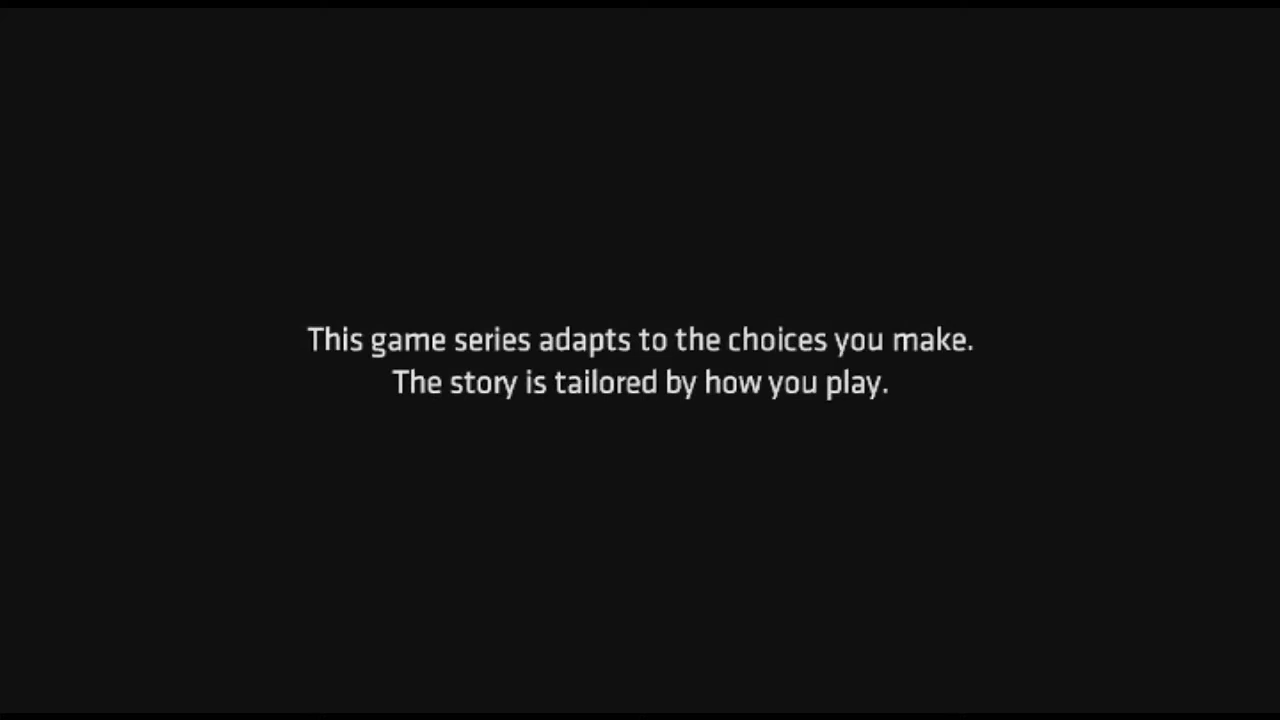 This game series adapts to the choices you make.
The story is tailored by how you play.